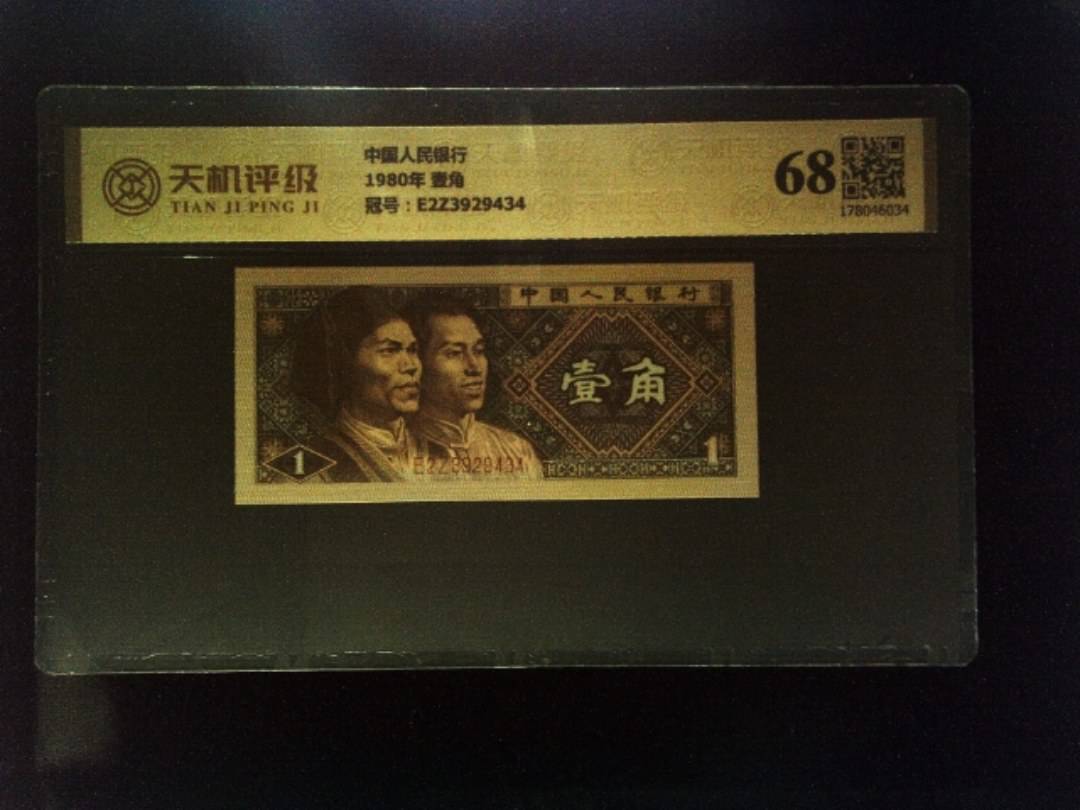 天机评级
TIAN JI PING JI
中国人民银行
1980年 壹角
冠号：E2Z3929434
68
178046034
中国人民银行
壹角
1
E2Z3929434
1